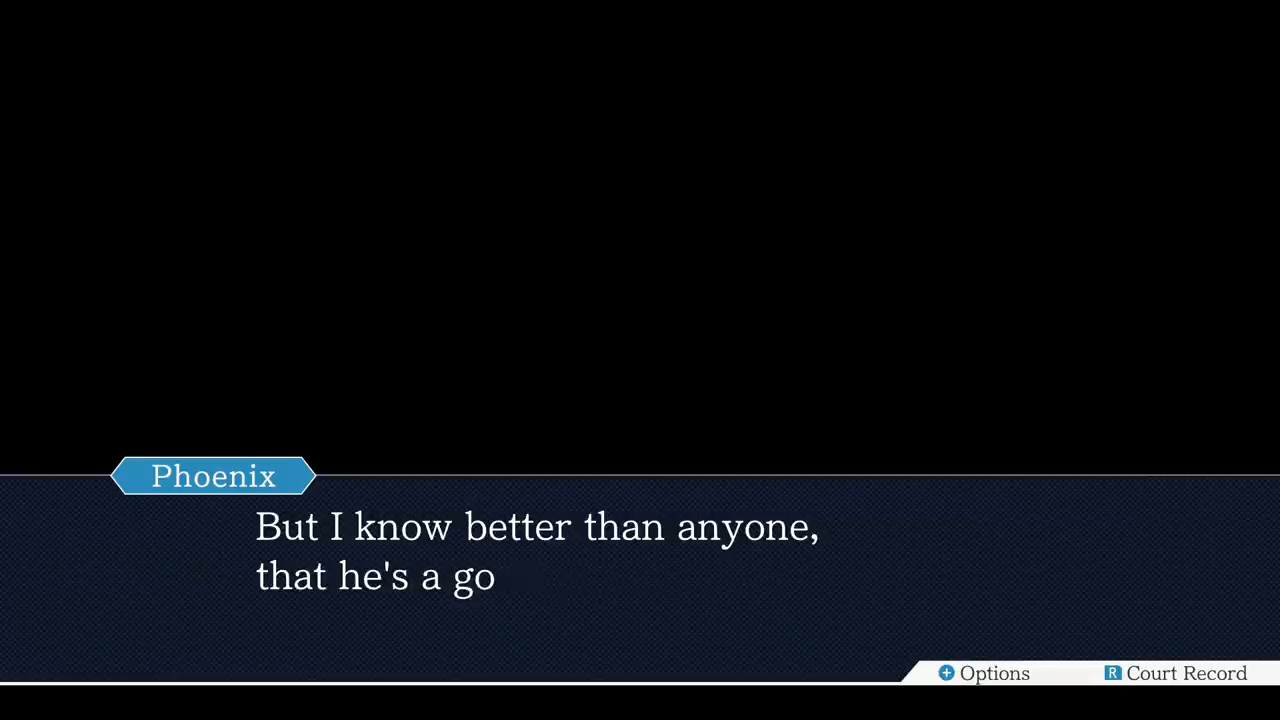 Phoenix
But I know better than anyone,
that he's a go
Options
R Court Record